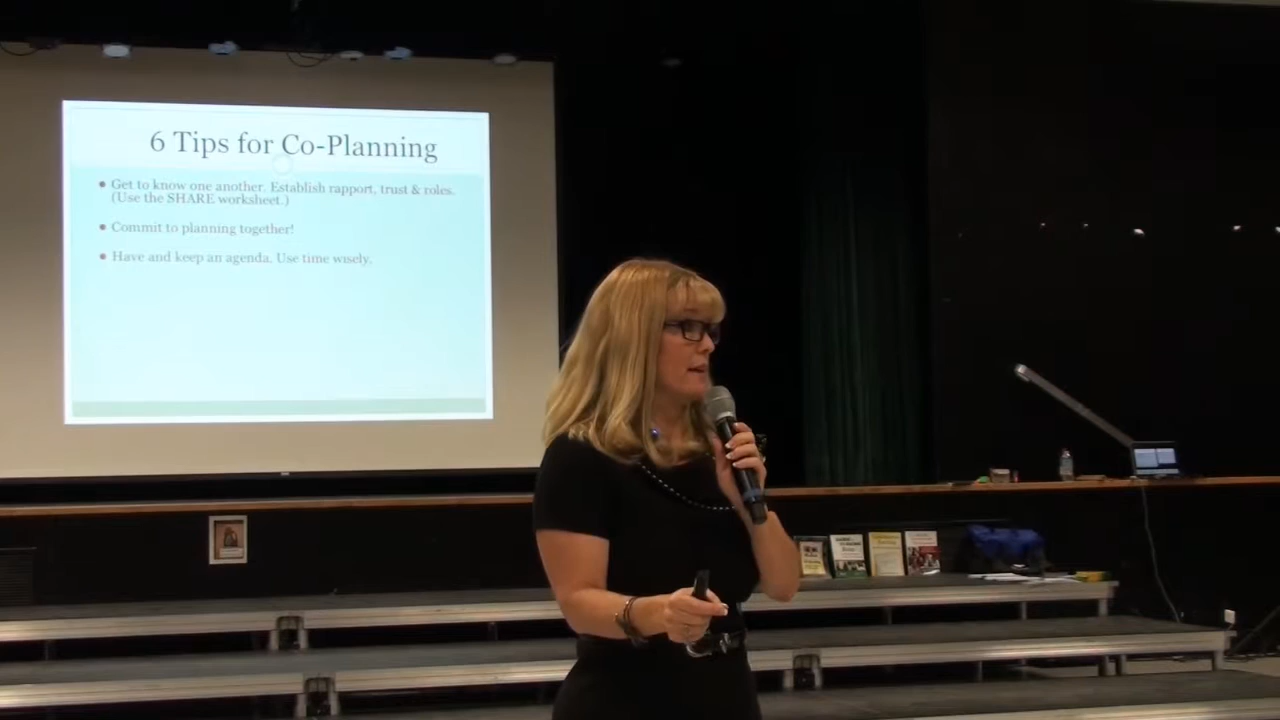 6 Tips for Co-Planning
• Get to know one another. Establish rapport, trust & roles.
(Use the SHARE worksheet.)
• Commit to planning together!
• Have and keep an agenda. Use time wisely.